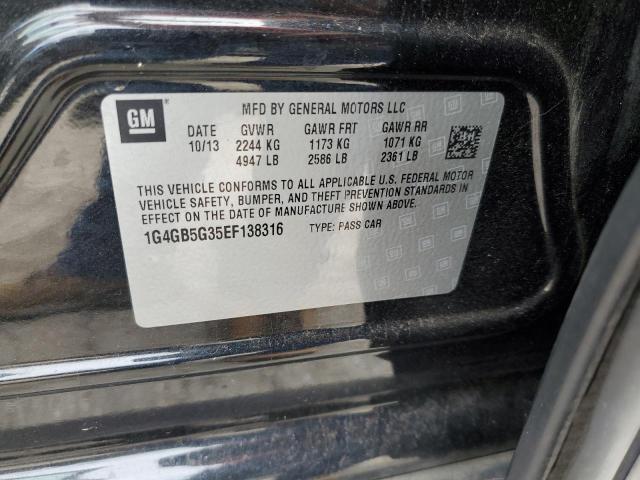 GM
MFD BY GENERAL MOTORS LLC
DATE GVWR GAWR FRT GAWR RR
10/13 2244 KG 1173 KG 1071 KG
4947 LB 2586 LB 2361 LB
THIS VEHICLE CONFORMS TO ALL APPLICABLE U.S. FEDERAL MOTOR
VEHICLE SAFETY, BUMPER, AND THEFT PREVENTION STANDARDS IN
EFFECT ON THE DATE OF MANUFACTURE SHOWN ABOVE.
1G4GB5G35EF138316 TYPE: PASS CAR